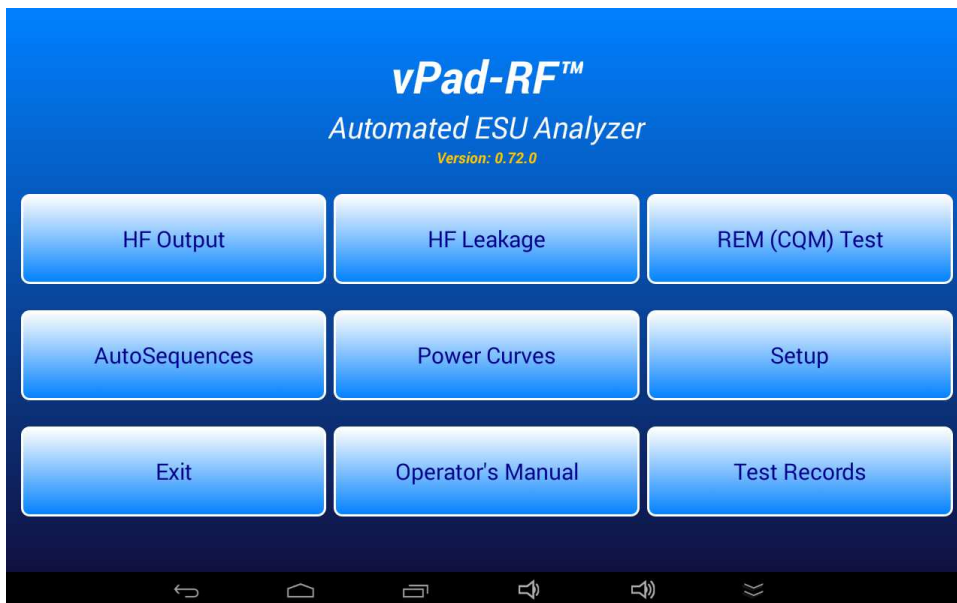 vPad-RF™
Automated ESU Analyzer
Version: 0.72.0
HF Output
HF Leakage
REM (CQM) Test
AutoSequences
Power Curves
Setup
Exit
Operator's Manual
Test Records